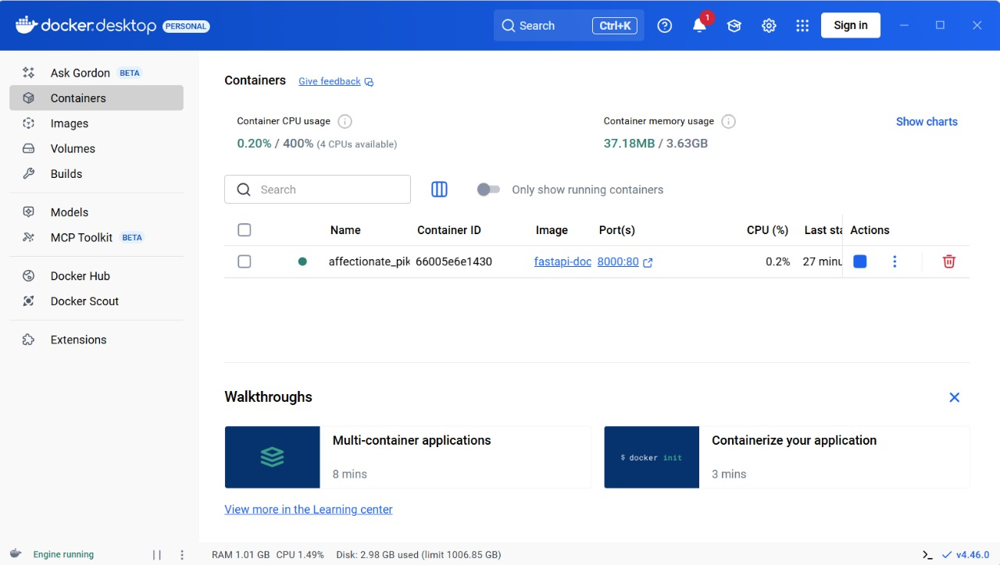 docker.desktop PERSONAL
Search Ctrl+K
1
Sign in
Ask Gordon BETA
Containers
Images
Volumes
Builds
Models
MCP Toolkit BETA
Docker Hub
Docker Scout
Extensions
Containers Give feedback
Container CPU usage
0.20% / 400% (4 CPUs available)
Container memory usage
37.18MB / 3.63GB
Show charts
Search
Only show running containers
Name Container ID Image Port(s) CPU (%) Last sta Actions
affectionate_pik 66005e6e1430 fastapi-doc 8000:80 0.2% 27 minu
Walkthroughs
Multi-container applications
8 mins
$ docker init
Containerize your application
3 mins
View more in the Learning center
Engine running
RAM 1.01 GB CPU 1.49% Disk: 2.98 GB used (limit 1006.85 GB)
v4.46.0